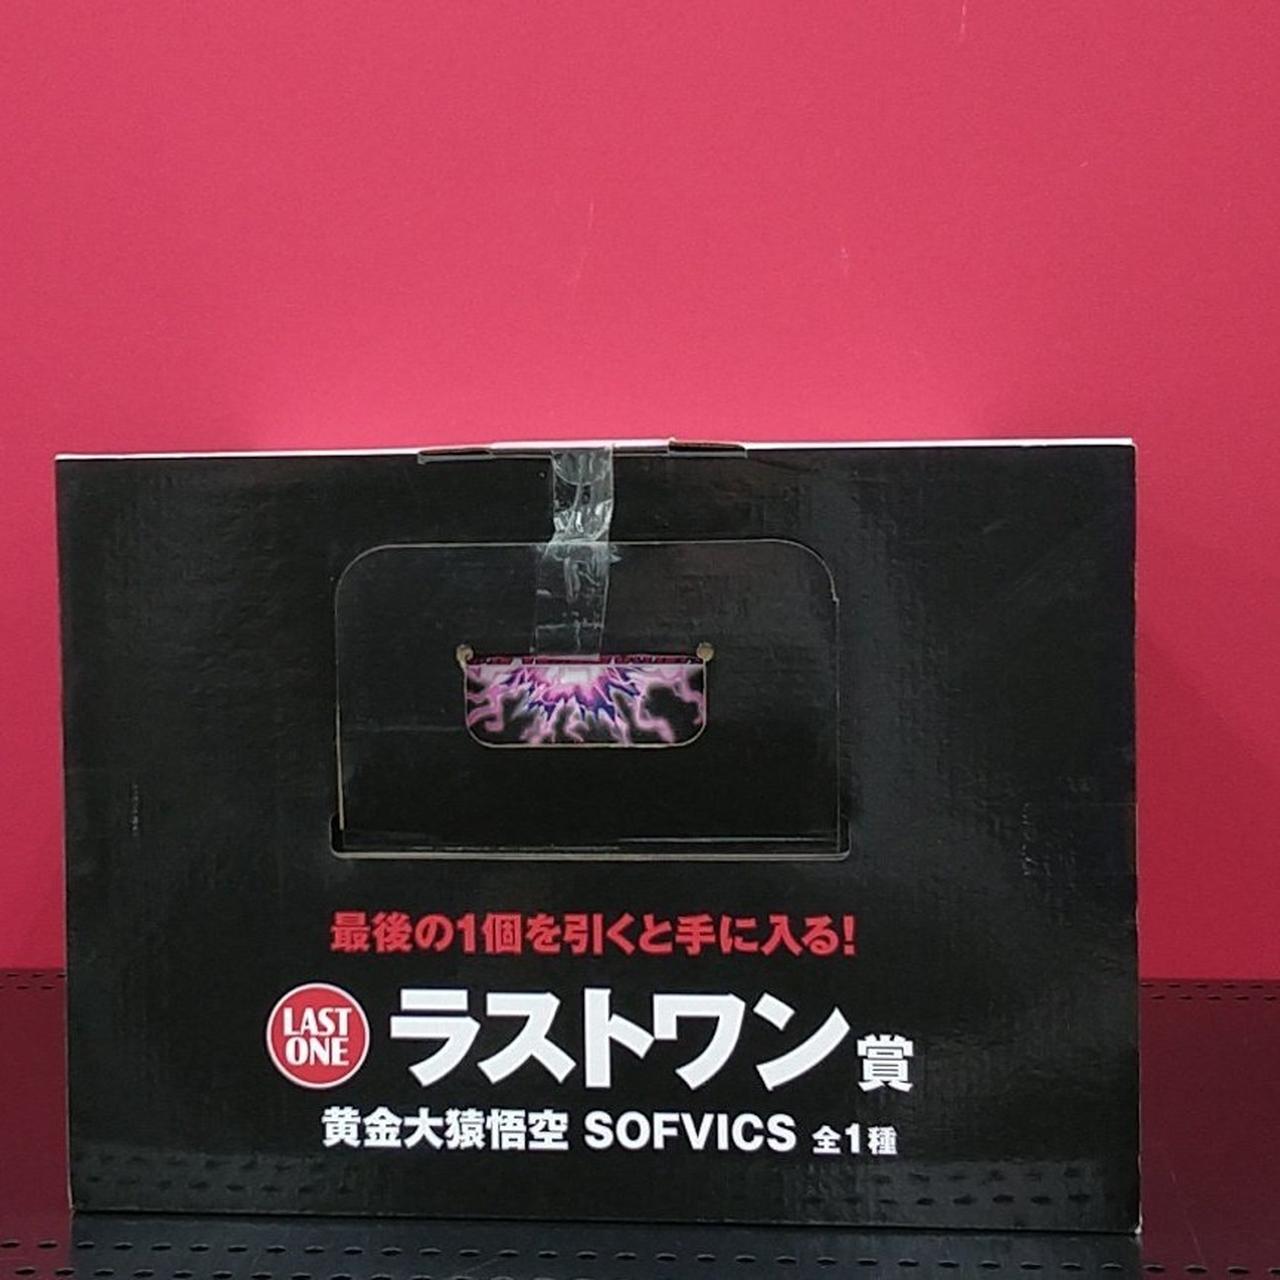 最後の1個を引くと手に入る!
LAST
ONE
ラストワン賞
黄金大猿悟空 SOFVICS 全1種